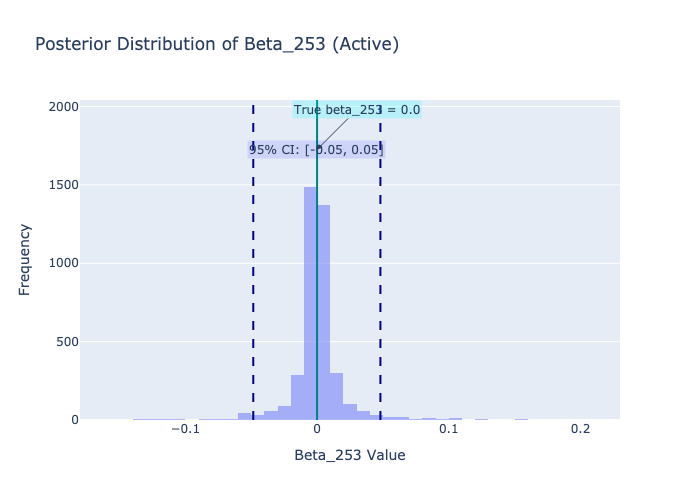 Posterior Distribution of Beta_253 (Active)
2000
True beta_253 = 0.0
95% CI: [-0.05, 0.05]
1500
1000
500
0
Frequency
−0.1
0
0.1
0.2
Beta_253 Value